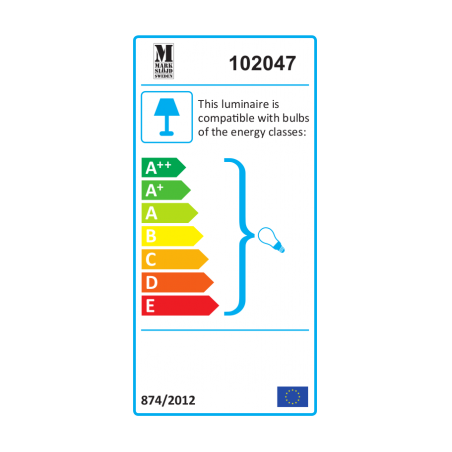 M
MARK
SLÖJD
SWEDEN
102047
This luminaire is
compatible with bulbs
of the energy classes:
A++
A+
A
B
C
D
E
874/2012